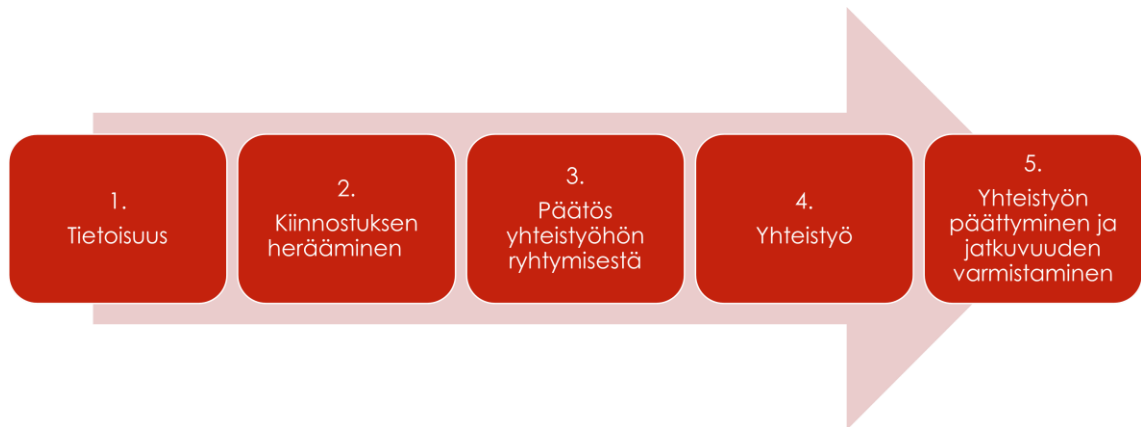 1.
Tietoisuus
2.
Kiinnostuksen
herääminen
3.
Päätös
yhteistyöhön
ryhtymisestä
4.
Yhteistyö
5.
Yhteistyön
päättyminen ja
jatkuvuuden
varmistaminen